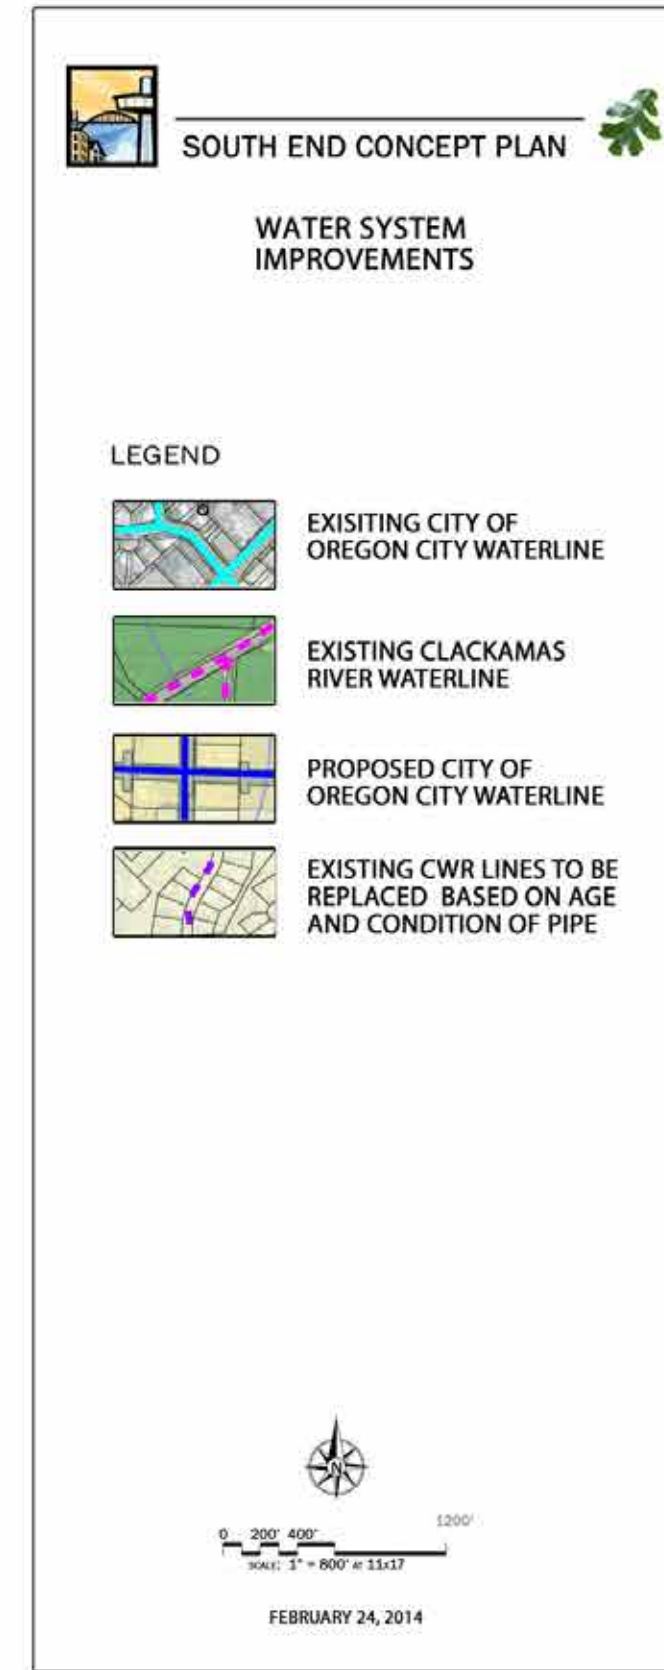 SOUTH END CONCEPT PLAN
WATER SYSTEM
IMPROVEMENTS
LEGEND
EXISITING CITY OF
OREGON CITY WATERLINE
EXISTING CLACKAMAS
RIVER WATERLINE
PROPOSED CITY OF
OREGON CITY WATERLINE
EXISTING CWR LINES TO BE
REPLACED BASED ON AGE
AND CONDITION OF PIPE
N
0 200' 400' 1200'
SCALE: 1" = 800' AT 11x17
FEBRUARY 24, 2014